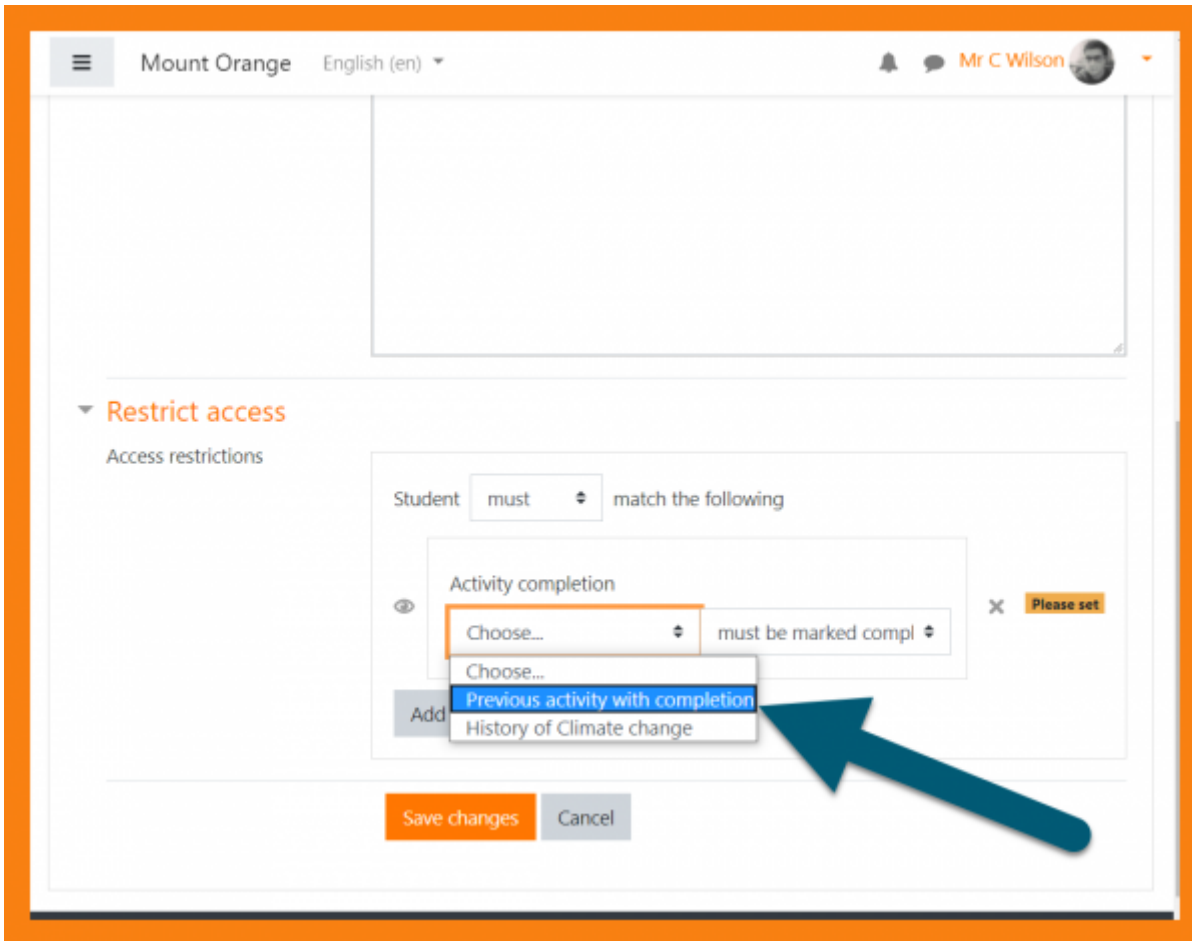 Mount Orange English (en) Mr C Wilson
Restrict access
Access restrictions
Student must match the following
Activity completion
Choose... must be marked compl
Please set
Choose...
Previous activity with completion
History of Climate change
Add
Save changes Cancel